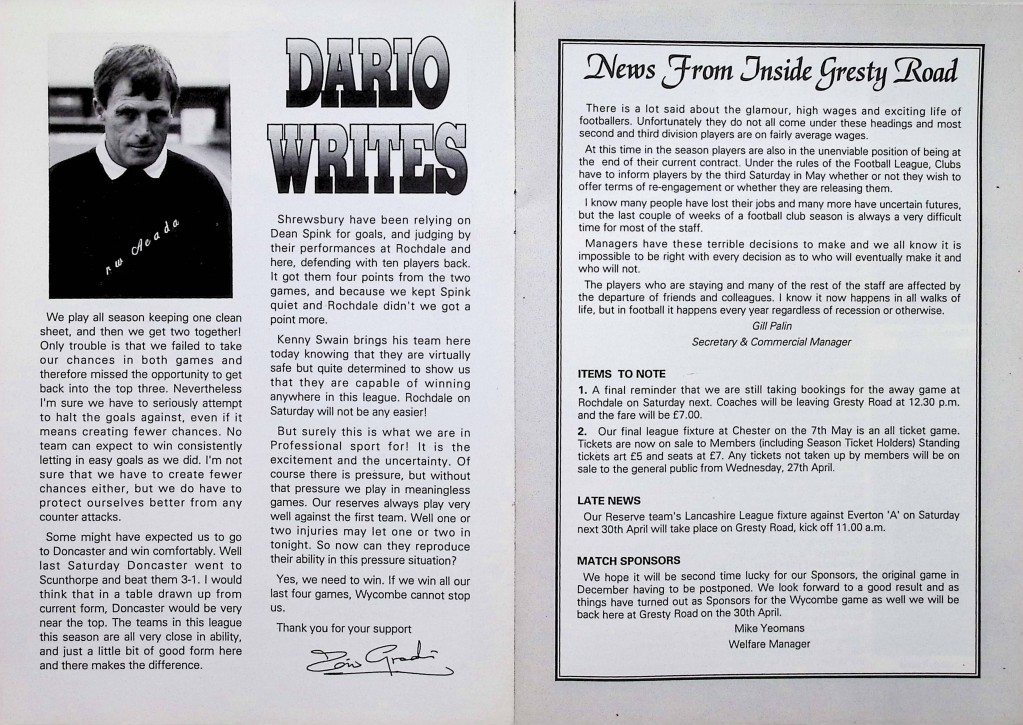 DARIO
WRITES
We play all season keeping one clean
sheet, and then we get two together!
Only trouble is that we failed to take
our chances in both games and
therefore missed the opportunity to get
back into the top three. Nevertheless
I'm sure we have to seriously attempt
to halt the goals against, even if it
means creating fewer chances. No
team can expect to win consistently
letting in easy goals as we did. I'm not
sure that we have to create fewer
chances either, but we do have to
protect ourselves better from any
counter attacks.
Some might have expected us to go
to Doncaster and win comfortably. Well
last Saturday Doncaster went to
Scunthorpe and beat them 3-1. I would
think that in a table drawn up from
current form, Doncaster would be very
near the top. The teams in this league
this season are all very close in ability,
and just a little bit of good form here
and there makes the difference.
Shrewsbury have been relying on
Dean Spink for goals, and judging by
their performances at Rochdale and
here, defending with ten players back.
It got them four points from the two
games, and because we kept Spink
quiet and Rochdale didn't we got a
point more.
Kenny Swain brings his team here
today knowing that they are virtually
safe but quite determined to show us
that they are capable of winning
anywhere in this league. Rochdale on
Saturday will not be any easier!
But surely this is what we are in
Professional sport for! It is the
excitement and the uncertainty. Of
course there is pressure, but without
that pressure we play in meaningless
games. Our reserves always play very
well against the first team. Well one or
two injuries may let one or two in
tonight. So now can they reproduce
their ability in this pressure situation?
Yes, we need to win. If we win all our
last four games, Wycombe cannot stop
us.
Thank you for your support
Dario Gradi
News From Inside Gresty Road
There is a lot said about the glamour, high wages and exciting life of
footballers. Unfortunately they do not all come under these headings and most
second and third division players are on fairly average wages.
At this time in the season players are also in the unenviable position of being at
the end of their current contract. Under the rules of the Football League, Clubs
have to inform players by the third Saturday in May whether or not they wish to
offer terms of re-engagement or whether they are releasing them.
I know many people have lost their jobs and many more have uncertain futures,
but the last couple of weeks of a football club season is always a very difficult
time for most of the staff.
Managers have these terrible decisions to make and we all know it is
impossible to be right with every decision as to who will eventually make it and
who will not.
The players who are staying and many of the rest of the staff are affected by
the departure of friends and colleagues. I know it now happens in all walks of
life, but in football it happens every year regardless of recession or otherwise.
Gill Palin
Secretary & Commercial Manager
ITEMS TO NOTE
1. A final reminder that we are still taking bookings for the away game at
Rochdale on Saturday next. Coaches will be leaving Gresty Road at 12.30 p.m.
and the fare will be £7.00.
2. Our final league fixture at Chester on the 7th May is an all ticket game.
Tickets are now on sale to Members (including Season Ticket Holders) Standing
tickets art £5 and seats at £7. Any tickets not taken up by members will be on
sale to the general public from Wednesday, 27th April.
LATE NEWS
Our Reserve team's Lancashire League fixture against Everton 'A' on Saturday
next 30th April will take place on Gresty Road, kick off 11.00 a.m.
MATCH SPONSORS
We hope it will be second time lucky for our Sponsors, the original game in
December having to be postponed. We look forward to a good result and as
things have turned out as Sponsors for the Wycombe game as well we will be
back here at Gresty Road on the 30th April.
Mike Yeomans
Welfare Manager